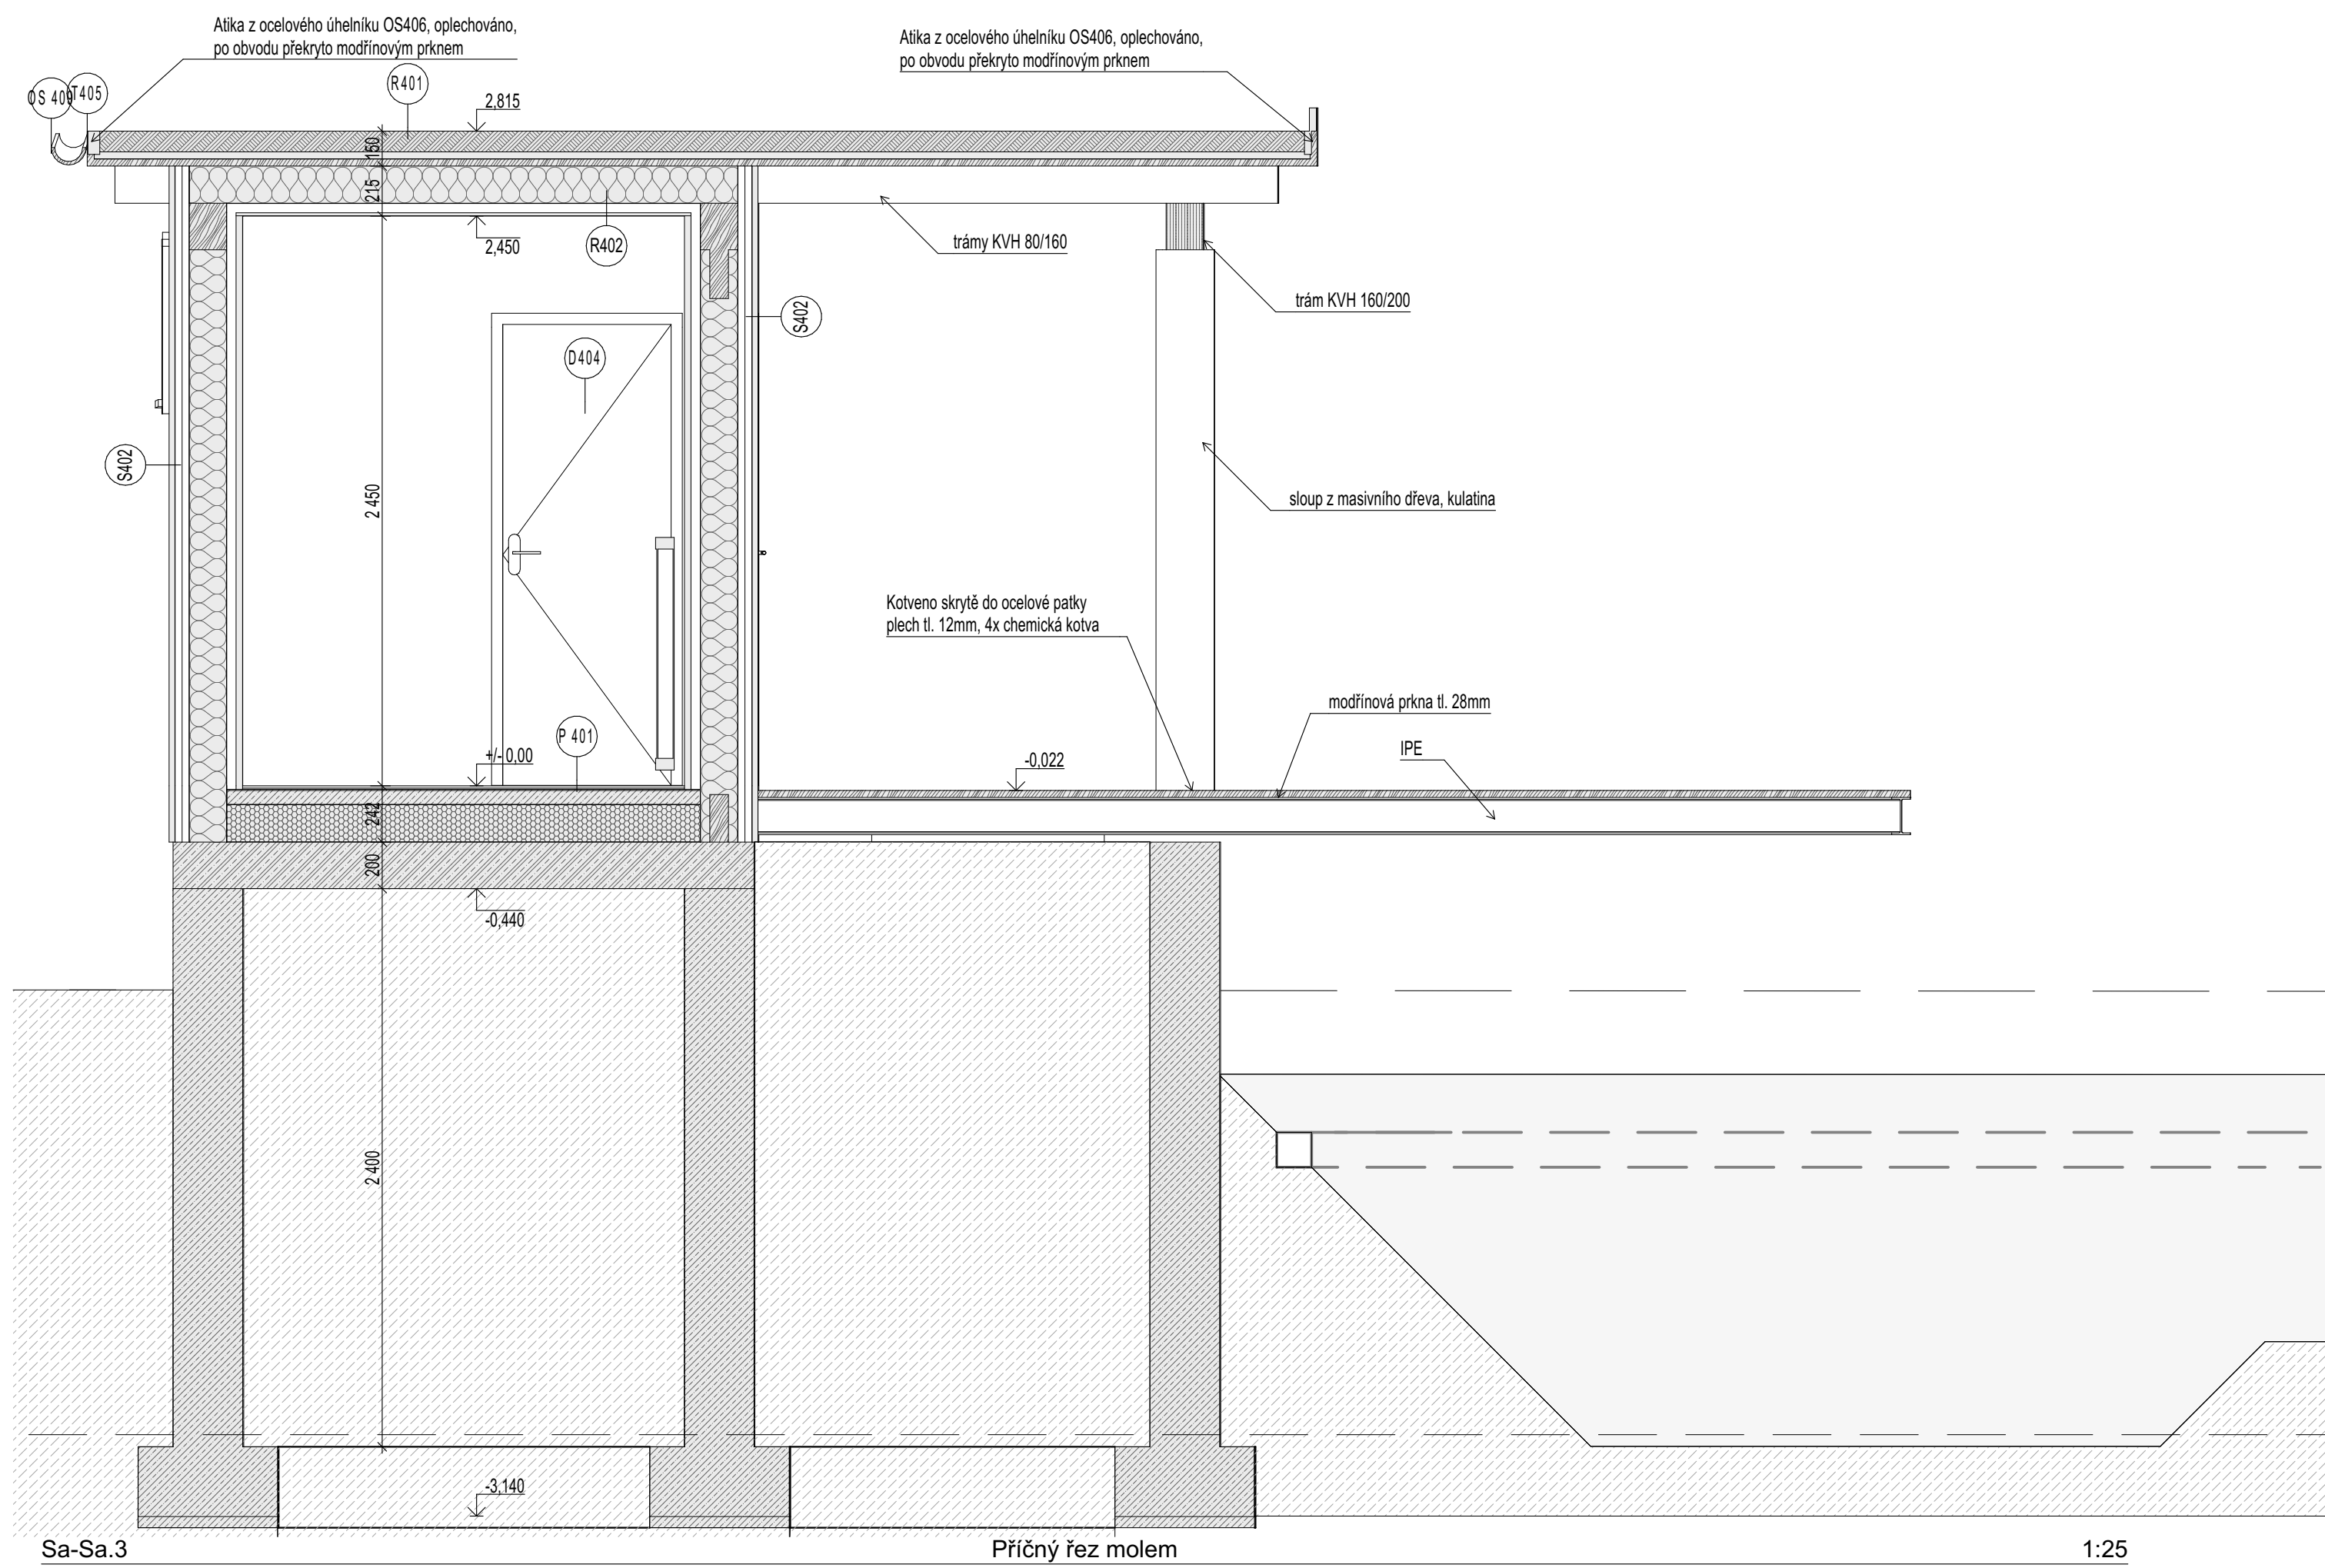 Atika z ocelového úhelníku OS406, oplechováno,
po obvodu překryto modřínovým prknem
Atika z ocelového úhelníku OS406, oplechováno,
po obvodu překryto modřínovým prknem
R401
T405
2,815
150
215
2,450
R402
trámy KVH 80/160
trám KVH 160/200
S402
D404
S402
2 450
sloup z masivního dřeva, kulatina
Kotveno skrytě do ocelové patky
plech tl. 12mm, 4x chemická kotva
modřínová prkna tl. 28mm
P 401
IPE
+/- 0,00
-0,022
242
200
-0,440
2 400
-3,140
Sa-Sa.3
Příčný řez molem
1:25